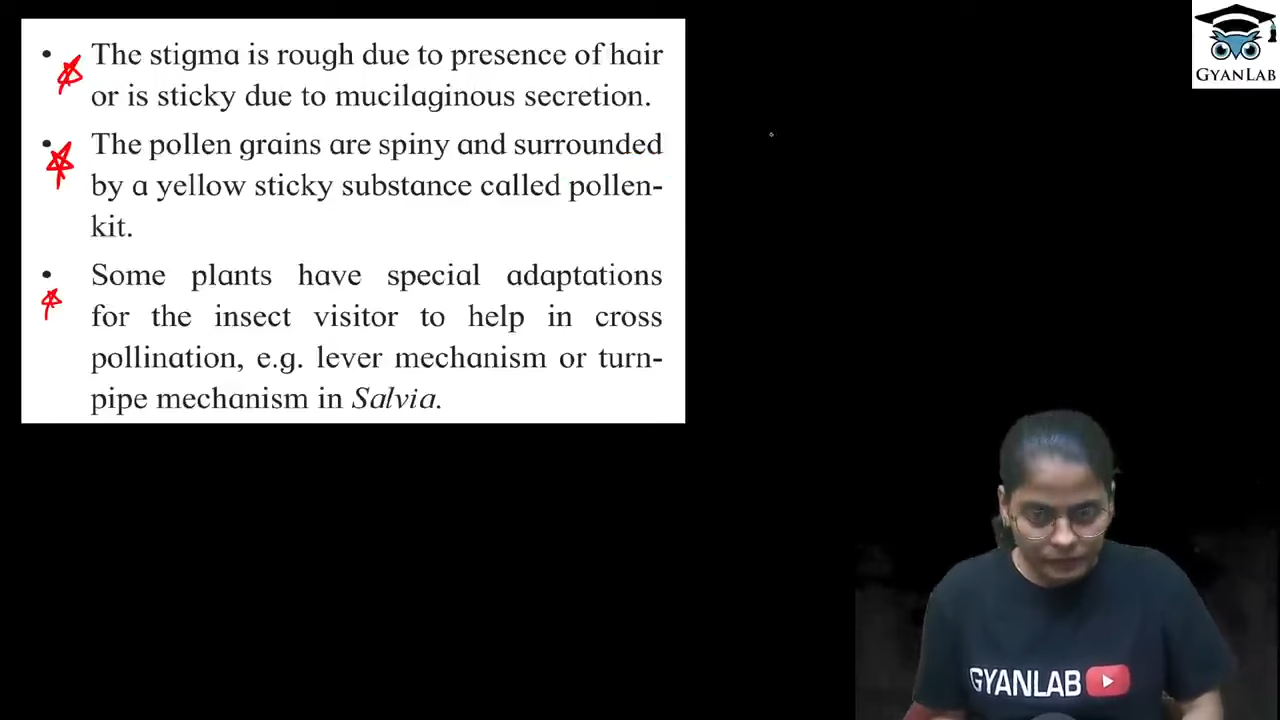 • The stigma is rough due to presence of hair
or is sticky due to mucilaginous secretion.
• The pollen grains are spiny and surrounded
by a yellow sticky substance called pollen-
kit.
• Some plants have special adaptations
for the insect visitor to help in cross
pollination, e.g. lever mechanism or turn-
pipe mechanism in Salvia.
GYANLAB
GYANLAB